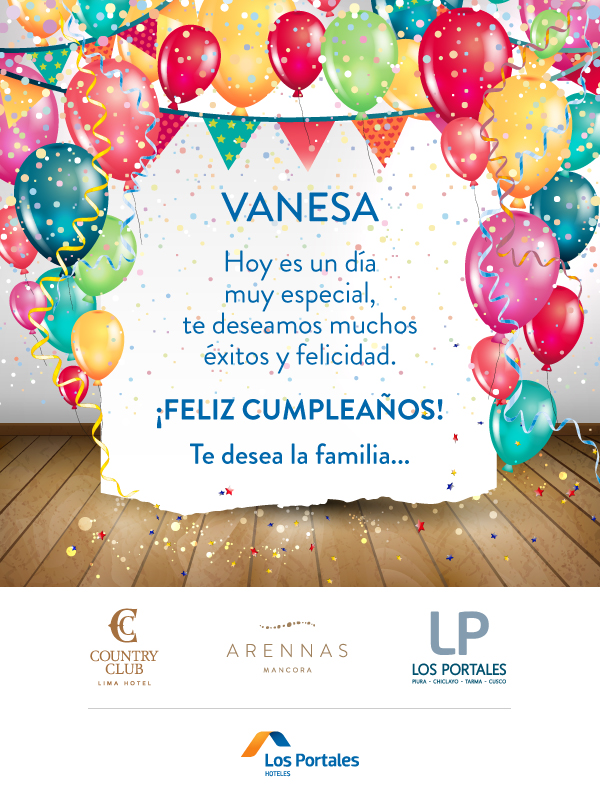 VANESA
Hoy es un día
muy especial,
te deseamos muchos
éxitos y felicidad.
¡FELIZ CUMPLEAÑOS!
Te desea la familia...
CC
COUNTRY
CLUB
LIMA HOTEL
ARENNAS
MANCORA
LP
LOS PORTALES
PIURA - CHICLAYO - TARMA - CUSCO
Los Portales
HOTELES